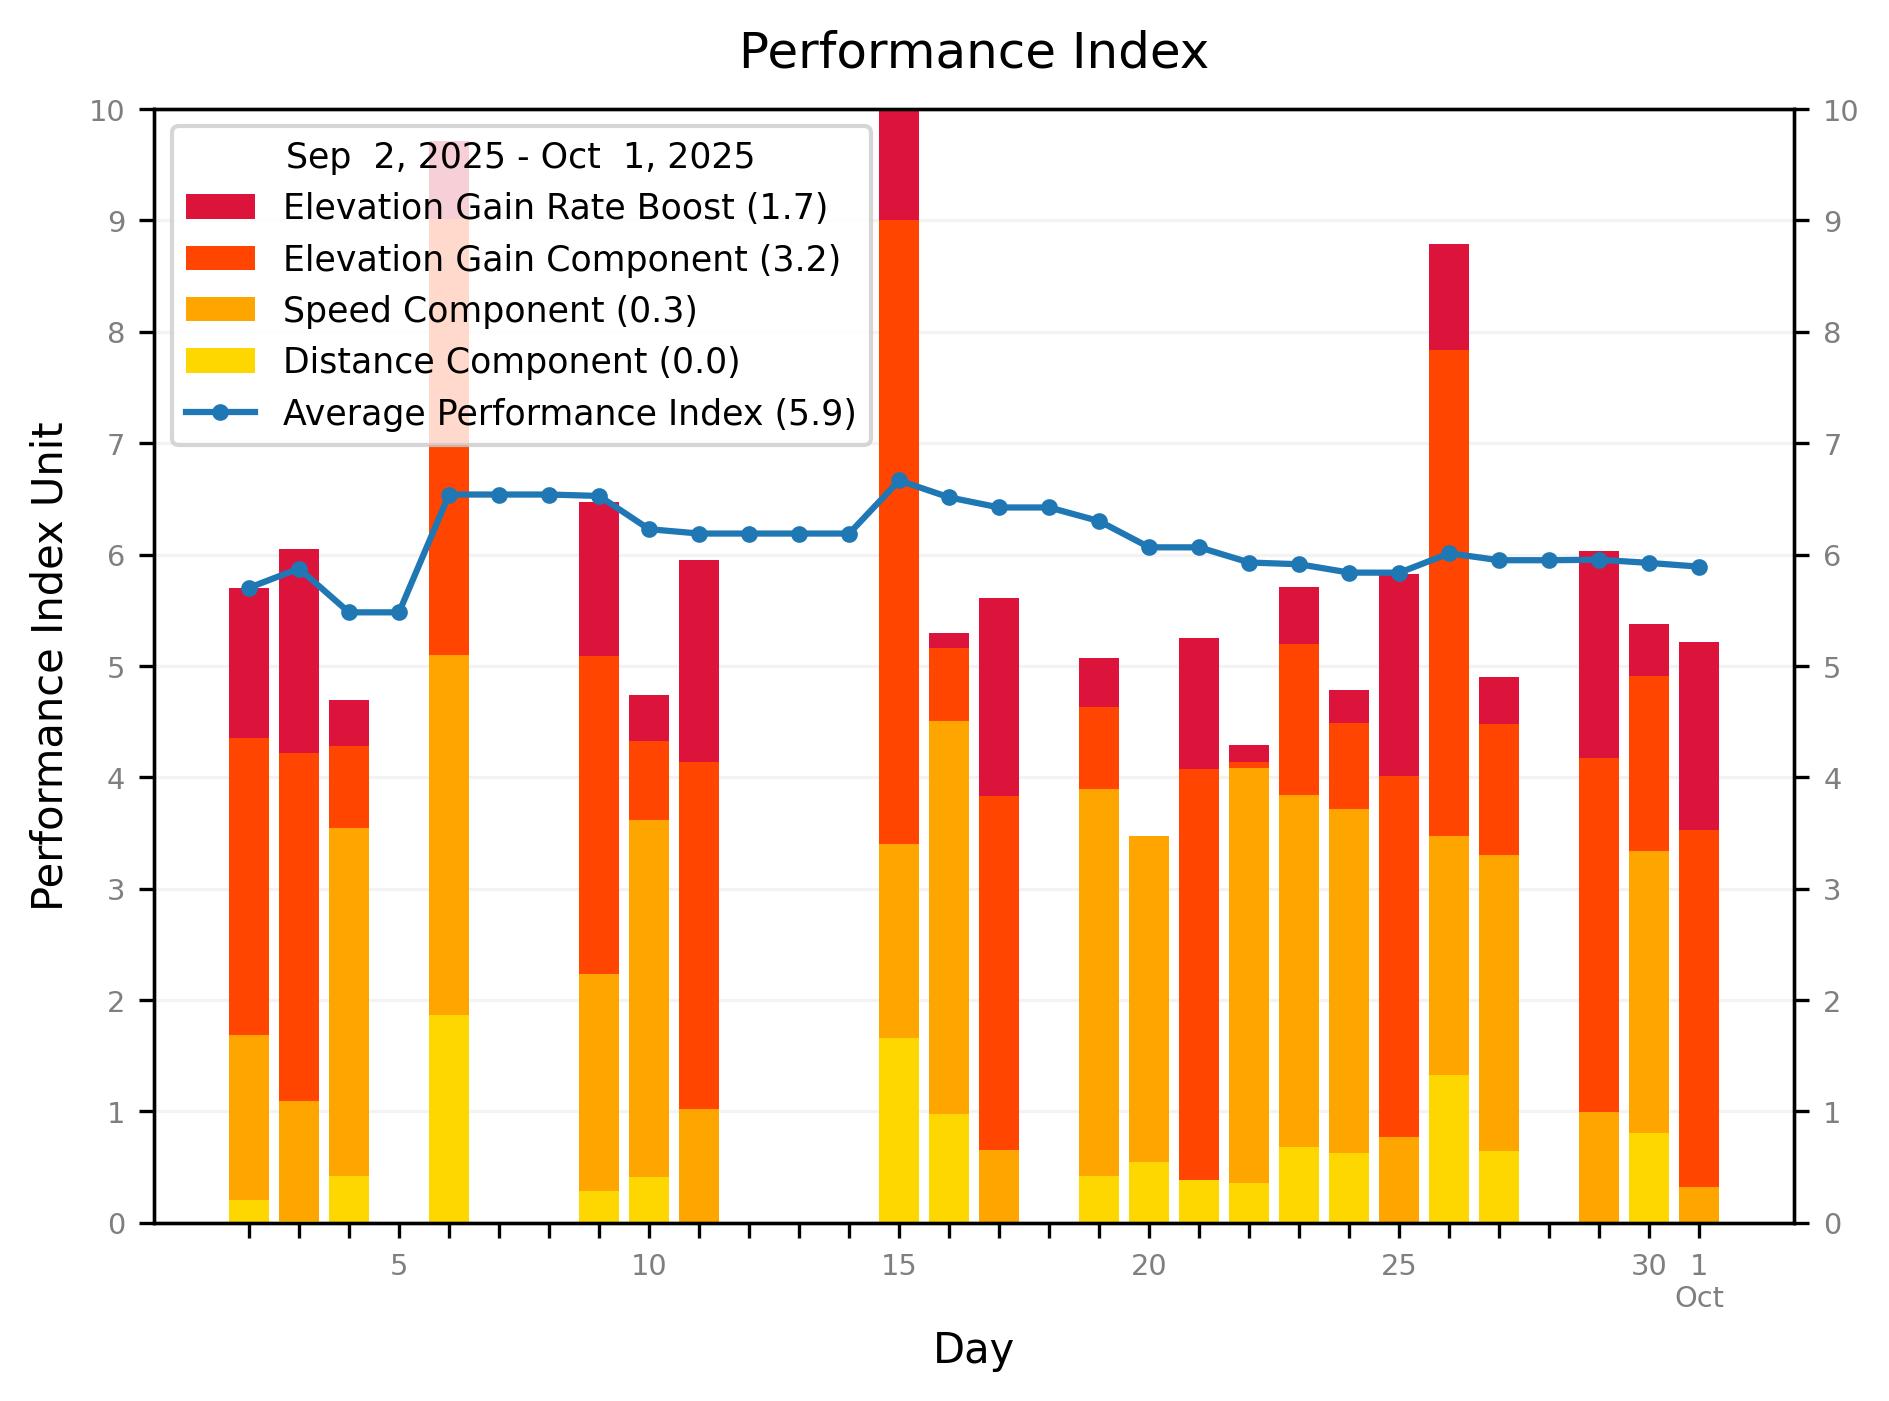 Performance Index
Sep  2, 2025 - Oct  1, 2025
Elevation Gain Rate Boost (1.7)
Elevation Gain Component (3.2)
Speed Component (0.3)
Distance Component (0.0)
Average Performance Index (5.9)
Performance Index Unit
10
9
8
7
6
5
4
3
2
1
0
10
9
8
7
6
5
4
3
2
1
0
5 10 15 20 25 30 1
Oct
Day